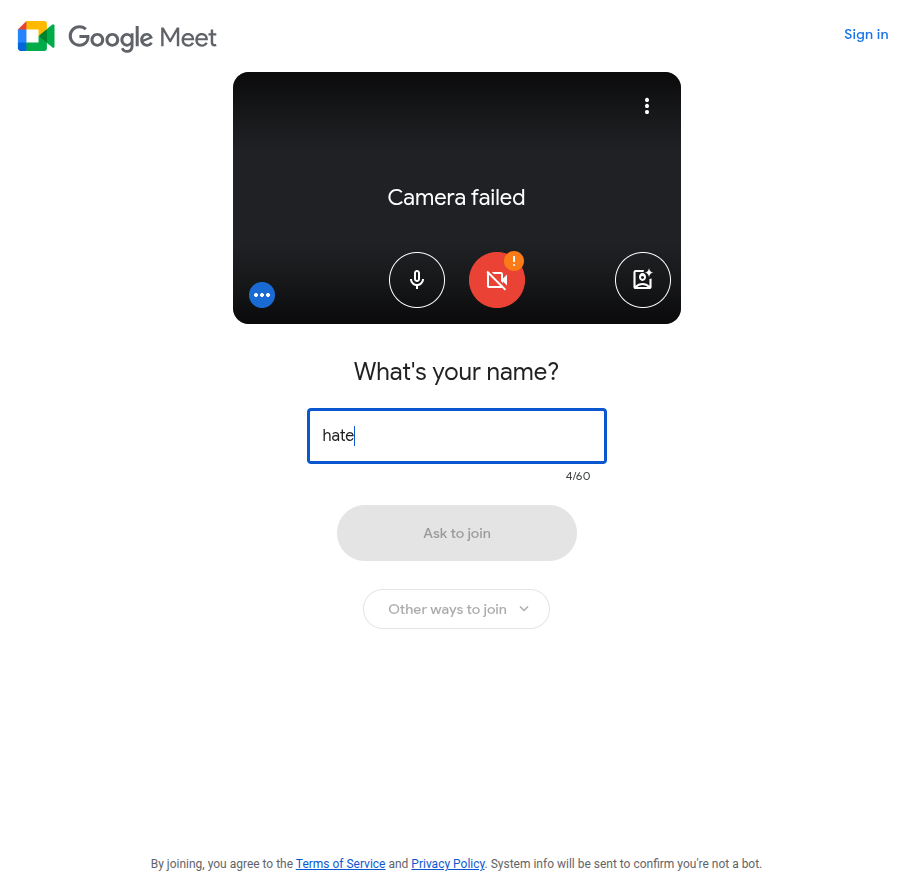 Google Meet
Sign in
Camera failed
!
What's your name?
hate
4/60
Ask to join
Other ways to join
By joining, you agree to the Terms of Service and Privacy Policy. System info will be sent to confirm you're not a bot.